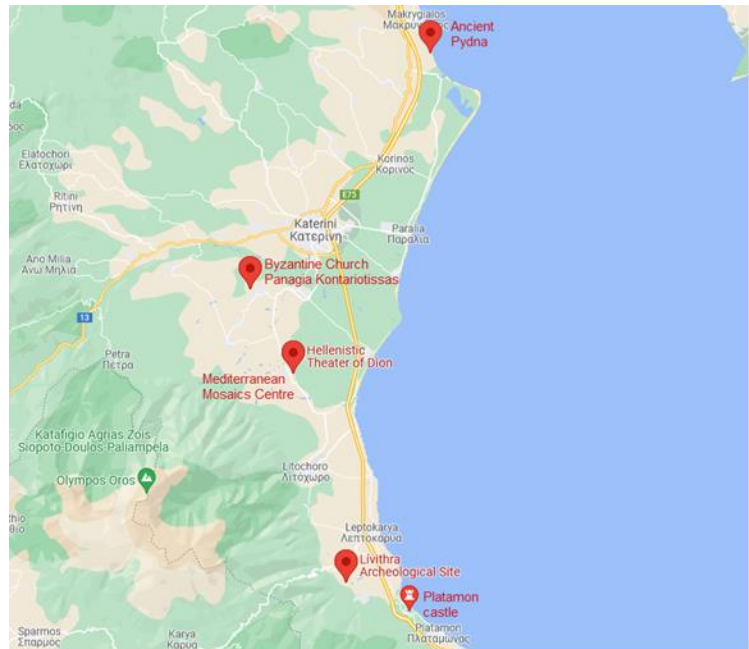 Makrygialos
Ancient
Pydna
Elatochori
Ελατοχώρι
Korinos
Κορινός
Ritini
Ρητίνη
E75
Katerini
Κατερίνη
Paralia
Παραλία
Ano Milia
Άνω Μηλιά
Byzantine Church
Panagia Kontariotissas
13
Petra
Πέτρα
Hellenistic
Theater of Dion
Mediterranean
Mosaics Centre
Katafigio Agrias Zois
Siopoto-Doulos-Paliampela
Olympos Oros
Litochoro
Λιτόχωρο
Leptokarya
Λεπτοκαρυά
Livithra
Archeological Site
Platamon
castle
Platamon
Πλαταμώνας
Sparmos
Σπαρμός
Karya
Καρυά